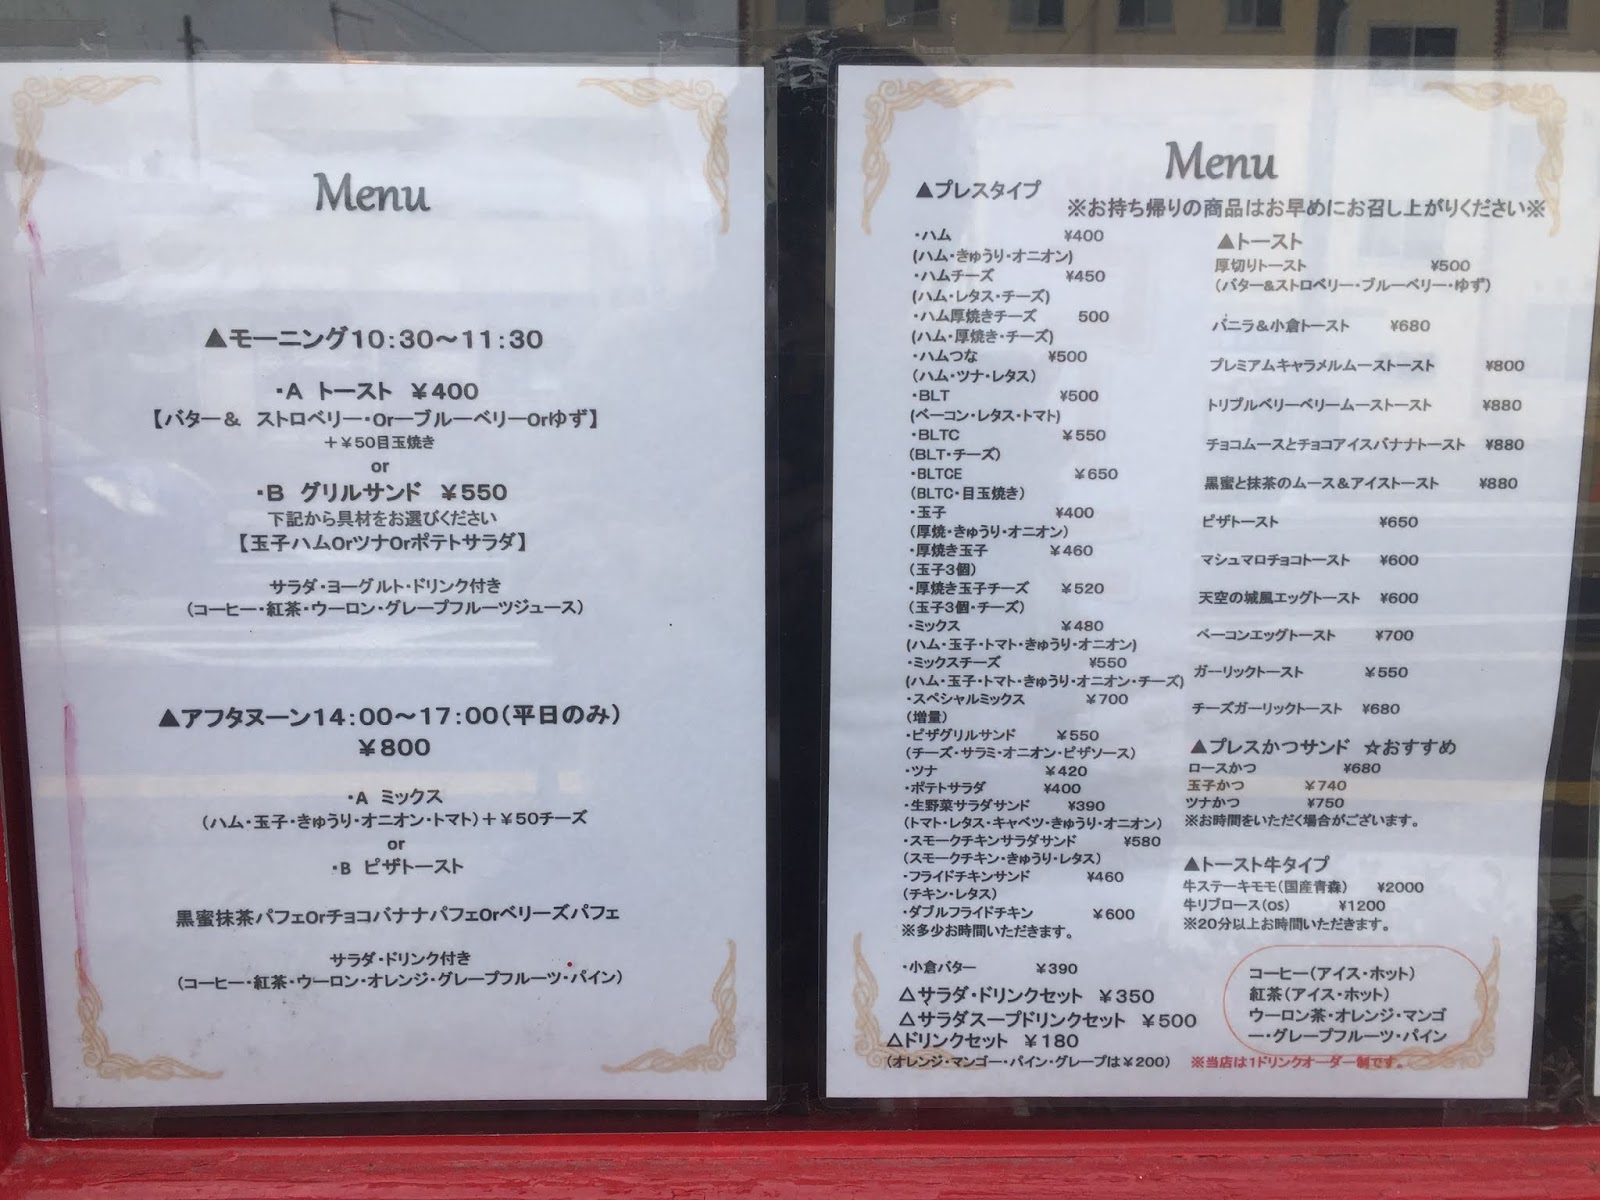 Menu
▲モーニング10：30～11：30
・A　トースト　￥400
【バター＆　ストロベリー・Orーブルーベリー0rゆず】
＋￥50目玉焼き
or
・B　グリルサンド　￥550
下記から具材をお選びください
【玉子ハムOrツナOrポテトサラダ】
サラダ・ヨーグルト・ドリンク付き
（コーヒー・紅茶・ウーロン・グレープフルーツジュース）
▲アフタヌーン14：00～17：00（平日のみ）
￥800
・A　ミックス
（ハム・玉子・きゅうり・オニオン・トマト）＋￥50チーズ
or
・B　ピザトースト
黒蜜抹茶パフェOrチョコバナナパフェOrベリーズパフェ
サラダ・ドリンク付き
（コーヒー・紅茶・ウーロン・オレンジ・グレープフルーツ・パイン）
Menu
▲プレスタイプ
※お持ち帰りの商品はお早めにお召し上がりください※
・ハム　¥400
(ハム・きゅうり・オニオン)
・ハムチーズ　¥450
(ハム・レタス・チーズ)
・ハム厚焼きチーズ　500
(ハム・厚焼き・チーズ)
・ハムつな　¥500
（ハム・ツナ・レタス）
・BLT　¥500
(ベーコン・レタス・トマト)
・BLTC　￥550
（BLT・チーズ）
・BLTCE　￥650
（BLTC・目玉焼き）
・玉子　¥400
（厚焼・きゅうり・オニオン）
・厚焼き玉子　￥460
（玉子3個）
・厚焼き玉子チーズ　￥520
（玉子3個・チーズ）
・ミックス　￥480
(ハム・玉子・トマト・きゅうり・オニオン)
・ミックスチーズ　¥550
(ハム・玉子・トマト・きゅうり・オニオン・チーズ)
・スペシャルミックス　￥700
（増量）
・ピザグリルサンド　￥550
（チーズ・サラミ・オニオン・ピザソース）
・ツナ　￥420
・ポテトサラダ　¥400
・生野菜サラダサンド　¥390
（トマト・レタス・キャベツ・きゅうり・オニオン）
・スモークチキンサラダサンド　¥580
（スモークチキン・きゅうり・レタス）
・フライドチキンサンド　¥460
（チキン・レタス）
・ダブルフライドチキン　￥600
※多少お時間いただきます。
・小倉バター　¥390
△サラダ・ドリンクセット　￥350
△サラダスープドリンクセット　￥500
△ドリンクセット　￥180
（オレンジ・マンゴー・パイン・グレープは￥200）
▲トースト
厚切りトースト　¥500
（バター&ストロベリー・ブルーベリー・ゆず）
バニラ＆小倉トースト　¥680
プレミアムキャラメルムーストースト　¥800
トリプルベリーベリームーストースト　¥880
チョコムースとチョコアイスバナナトースト　¥880
黒蜜と抹茶のムース＆アイストースト　¥880
ピザトースト　¥650
マシュマロチョコトースト　¥600
天空の城風エッグトースト　¥600
ベーコンエッグトースト　¥700
ガーリックトースト　￥550
チーズガーリックトースト　¥680
▲プレスかつサンド　☆おすすめ
ロースかつ　¥680
玉子かつ　￥740
ツナかつ　¥750
※お時間をいただく場合がございます。
▲トースト牛タイプ
牛ステーキモモ（国産青森）　¥2000
牛リブロース（OS）　¥1200
※20分以上お時間いただきます。
コーヒー（アイス・ホット）
紅茶（アイス・ホット）
ウーロン茶・オレンジ・マンゴ
ー・グレープフルーツ・パイン
※当店は1ドリンクオーダー制です。